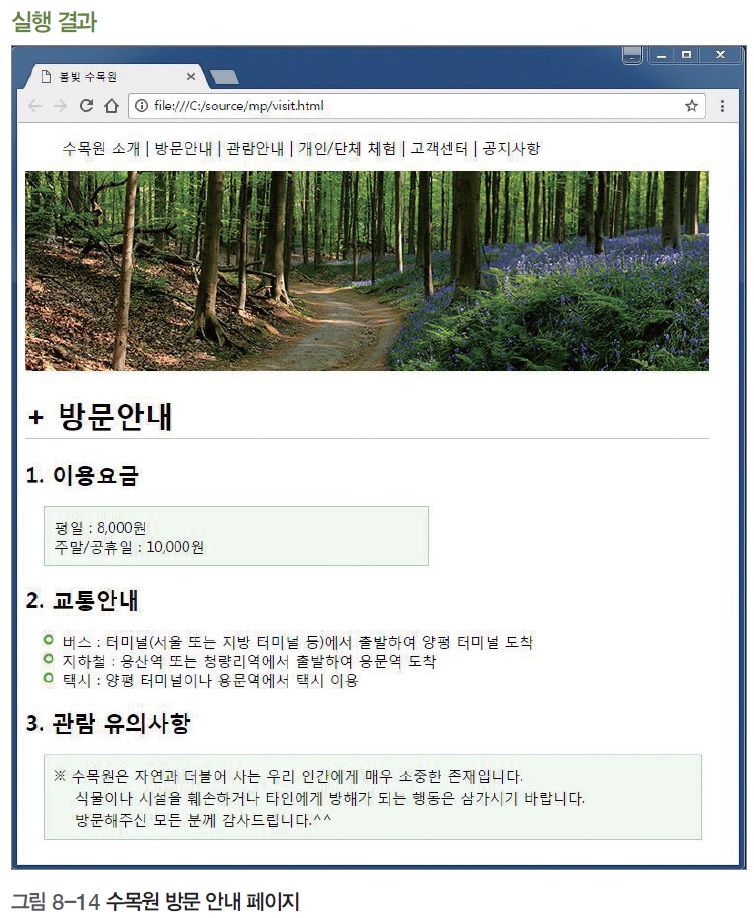 실행 결과
봄빛 수목원
file:///C:/source/mp/visit.html
수목원 소개 | 방문안내 | 관람안내 | 개인/단체 체험 | 고객센터 | 공지사항
+ 방문안내
1. 이용요금
평일 : 8,000원
주말/공휴일 : 10,000원
2. 교통안내
버스 : 터미널(서울 또는 지방 터미널 등)에서 출발하여 양평 터미널 도착
지하철 : 용산역 또는 청량리역에서 출발하여 용문역 도착
택시 : 양평 터미널이나 용문역에서 택시 이용
3. 관람 유의사항
※ 수목원은 자연과 더불어 사는 우리 인간에게 매우 소중한 존재입니다.
식물이나 시설을 훼손하거나 타인에게 방해가 되는 행동은 삼가시기 바랍니다.
방문해주신 모든 분께 감사드립니다.^^
그림 8-14 수목원 방문 안내 페이지